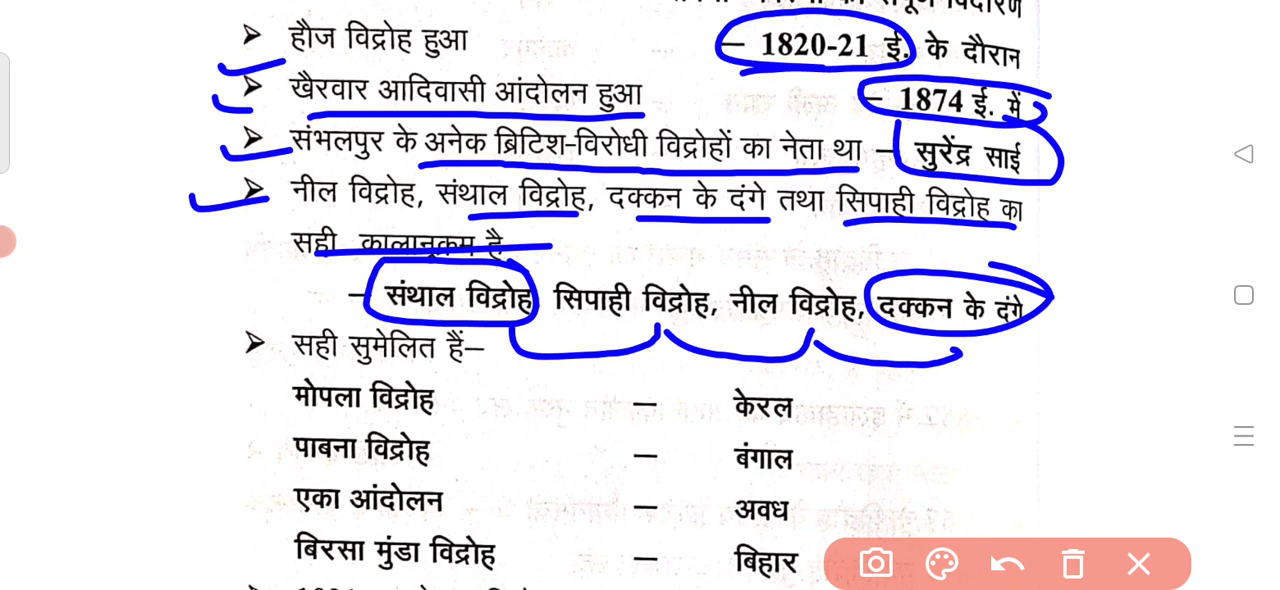 हौज विद्रोह हुआ – 1820-21 ई. के दौरान
खैरवार आदिवासी आंदोलन हुआ – 1874 ई. में
संभलपुर के अनेक ब्रिटिश-विरोधी विद्रोहों का नेता था – सुरेंद्र साई
नील विद्रोह, संथाल विद्रोह, दक्कन के दंगे तथा सिपाही विद्रोह का
सही कालानुक्रम है
– संथाल विद्रोह, सिपाही विद्रोह, नील विद्रोह, दक्कन के दंगे
सही सुमेलित हैं–
मोपला विद्रोह – केरल
पाबना विद्रोह – बंगाल
एका आंदोलन – अवध
बिरसा मुंडा विद्रोह – बिहार